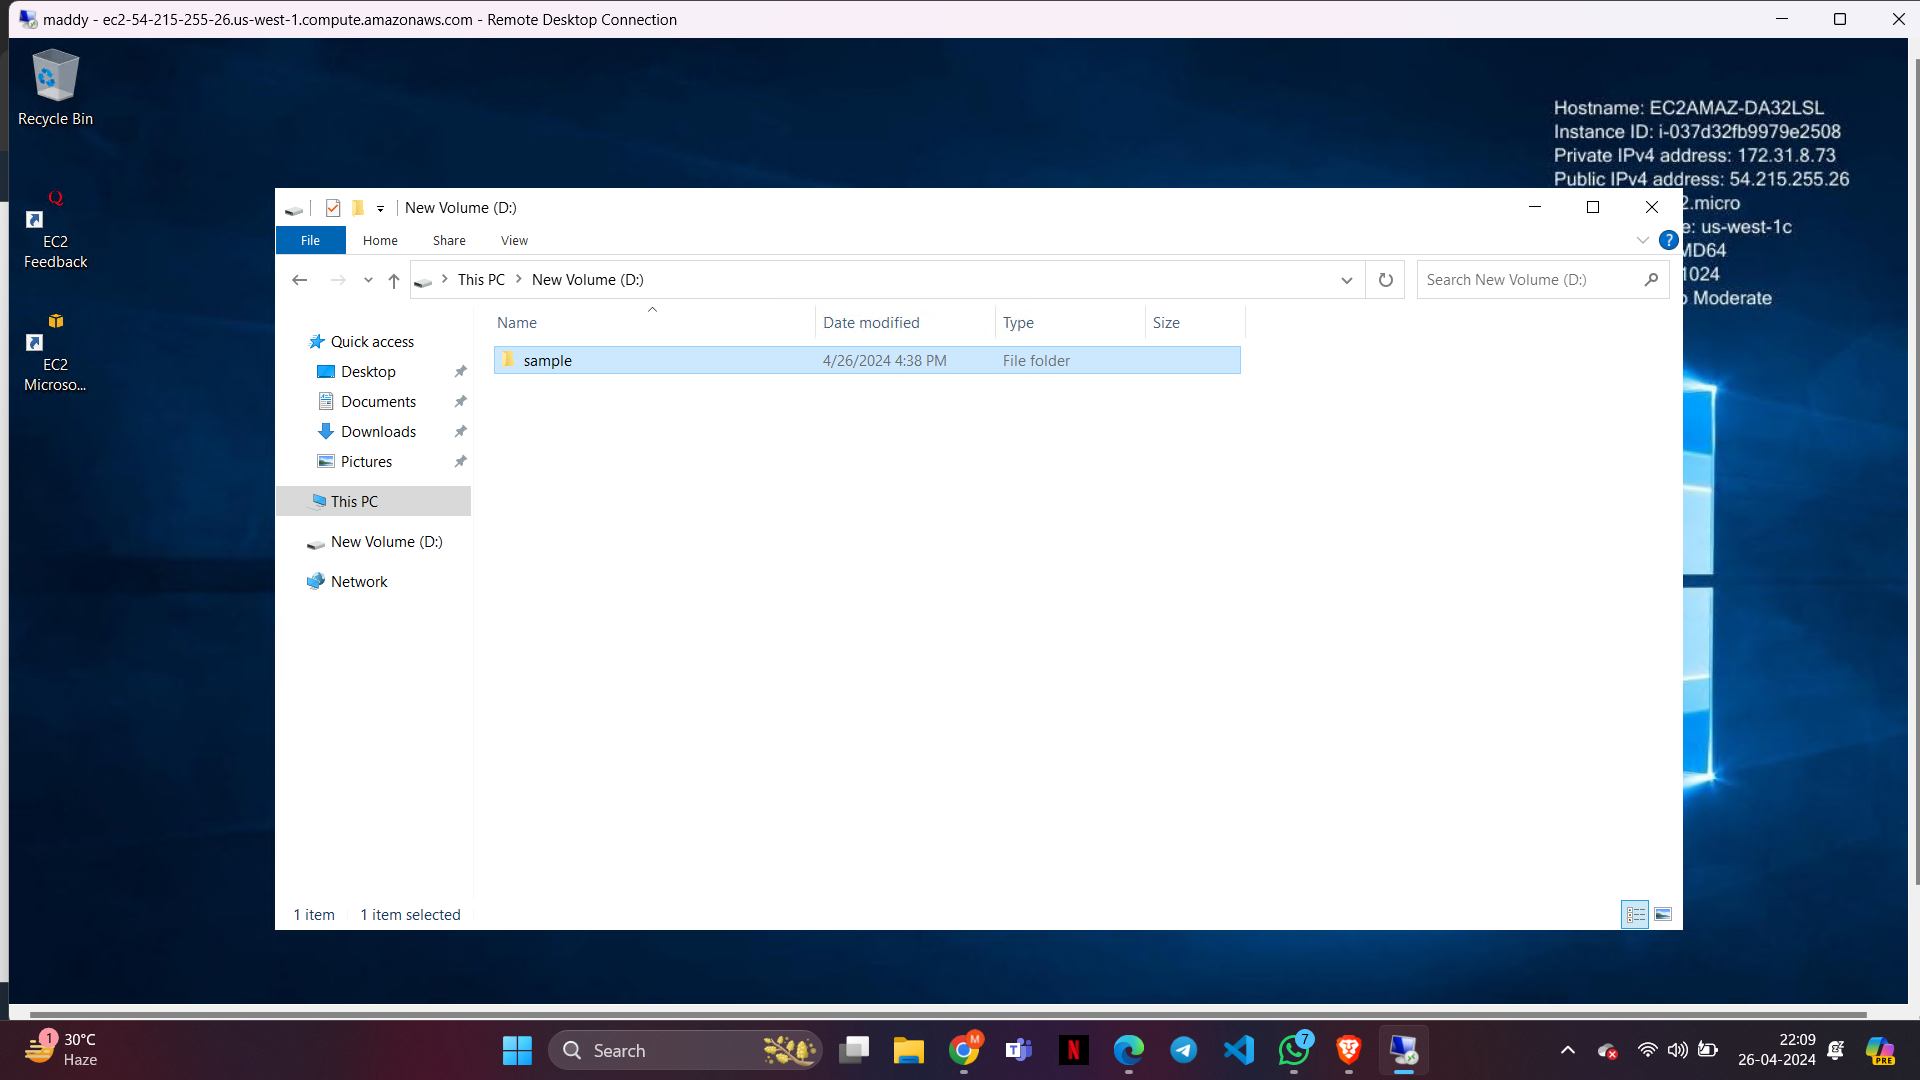 maddy - ec2-54-215-255-26.us-west-1.compute.amazonaws.com - Remote Desktop Connection
Recycle Bin
Hostname: EC2AMAZ-DA32LSL
Instance ID: i-037d32fb9979e2508
Private IPv4 address: 172.31.8.73
Public IPv4 address: 54.215.255.26
2.micro
e: us-west-1c
MD64
1024
o Moderate
EC2
Feedback
EC2
Microso...
New Volume (D:)
File Home Share View
This PC New Volume (D:)
Search New Volume (D:)
Name Date modified Type Size
sample 4/26/2024 4:38 PM File folder
Quick access
Desktop
Documents
Downloads
Pictures
This PC
New Volume (D:)
Network
1 item 1 item selected
1
30°C
Haze
Search
M
T
N
7
PRE
22:09
26-04-2024